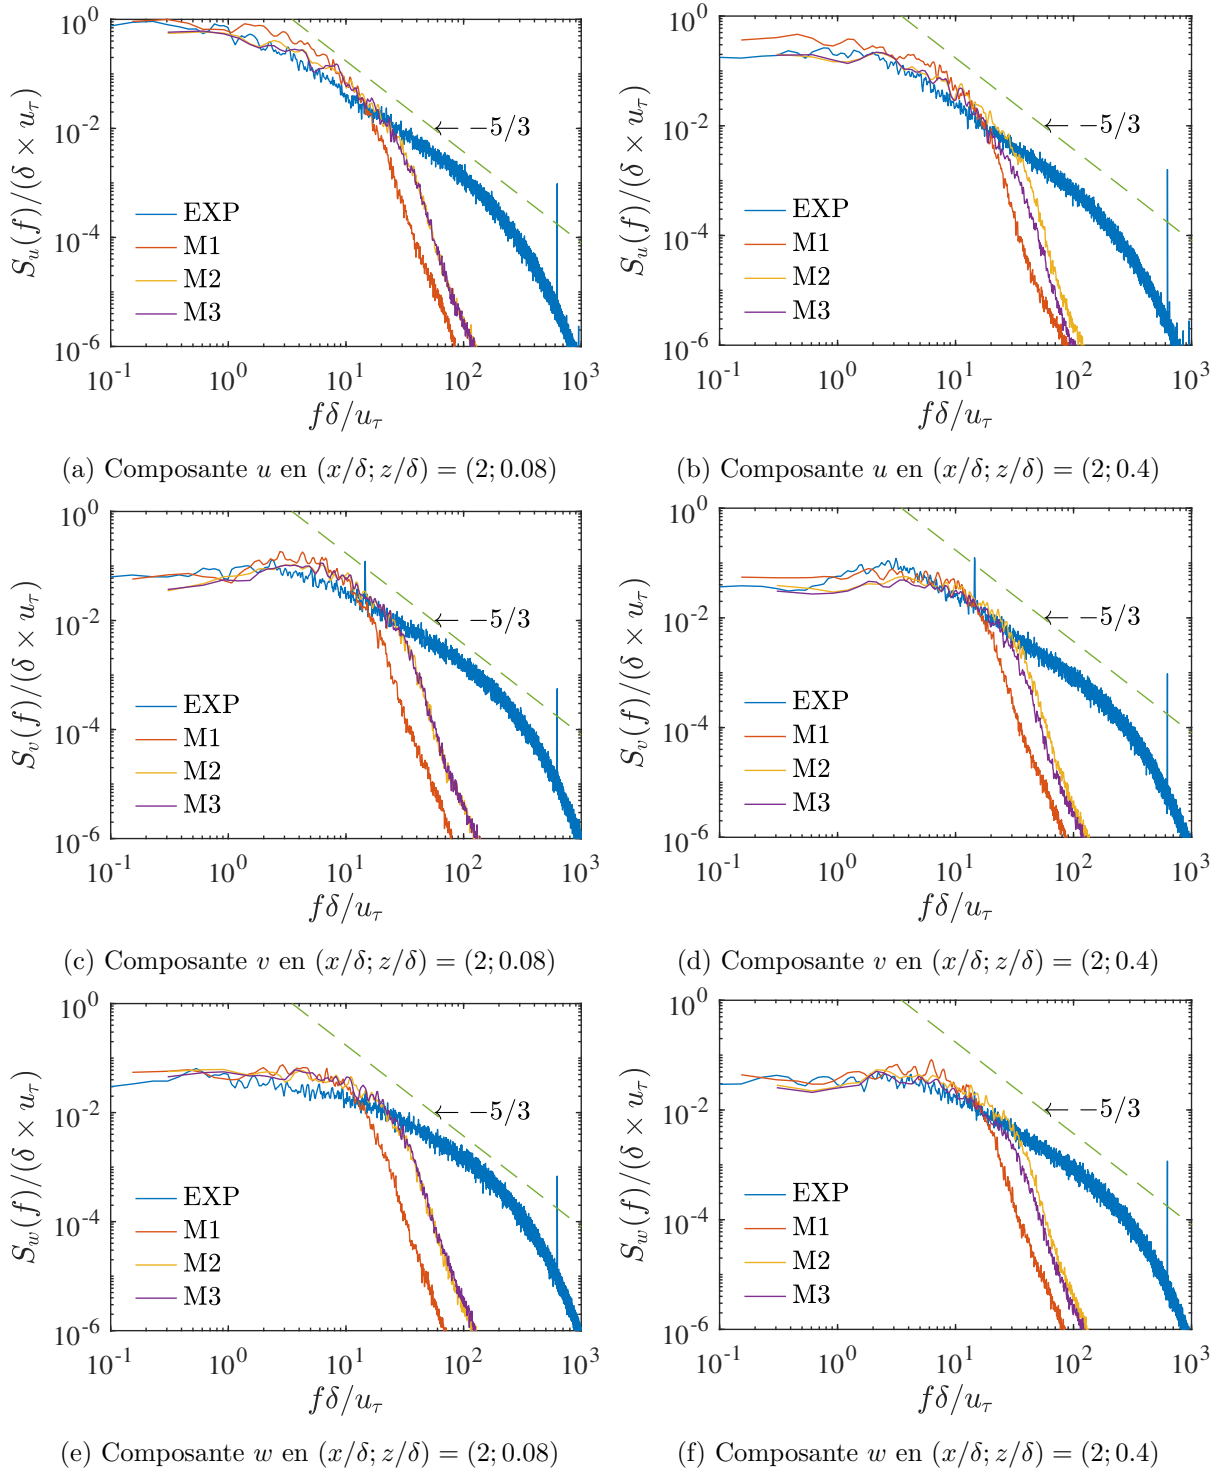 10^0
10^-2
10^-4
10^-6
S_u(f)/(δ × u_τ)
← −5/3
EXP
M1
M2
M3
10^-1 10^0 10^1 10^2 10^3
fδ/u_τ
(a) Composante u en (x/δ; z/δ) = (2; 0.08)
10^0
10^-2
10^-4
10^-6
S_u(f)/(δ × u_τ)
← −5/3
EXP
M1
M2
M3
10^-1 10^0 10^1 10^2 10^3
fδ/u_τ
(b) Composante u en (x/δ; z/δ) = (2; 0.4)
10^0
10^-2
10^-4
10^-6
S_v(f)/(δ × u_τ)
← −5/3
EXP
M1
M2
M3
10^-1 10^0 10^1 10^2 10^3
fδ/u_τ
(c) Composante v en (x/δ; z/δ) = (2; 0.08)
10^0
10^-2
10^-4
10^-6
S_v(f)/(δ × u_τ)
← −5/3
EXP
M1
M2
M3
10^-1 10^0 10^1 10^2 10^3
fδ/u_τ
(d) Composante v en (x/δ; z/δ) = (2; 0.4)
10^0
10^-2
10^-4
10^-6
S_w(f)/(δ × u_τ)
← −5/3
EXP
M1
M2
M3
10^-1 10^0 10^1 10^2 10^3
fδ/u_τ
(e) Composante w en (x/δ; z/δ) = (2; 0.08)
10^0
10^-2
10^-4
10^-6
S_w(f)/(δ × u_τ)
← −5/3
EXP
M1
M2
M3
10^-1 10^0 10^1 10^2 10^3
fδ/u_τ
(f) Composante w en (x/δ; z/δ) = (2; 0.4)